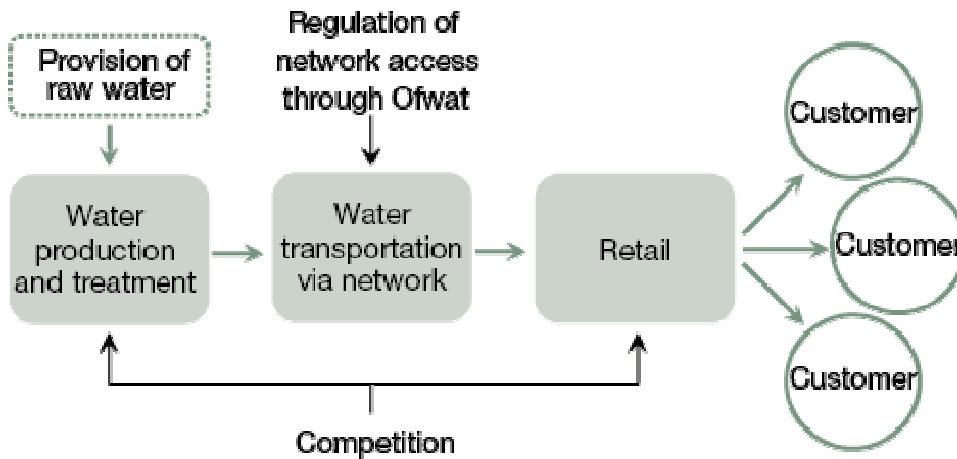 Provision of
raw water
Regulation of
network access
through Ofwat
Water
production
and treatment
Water
transportation
via network
Retail
Customer
Customer
Customer
Competition